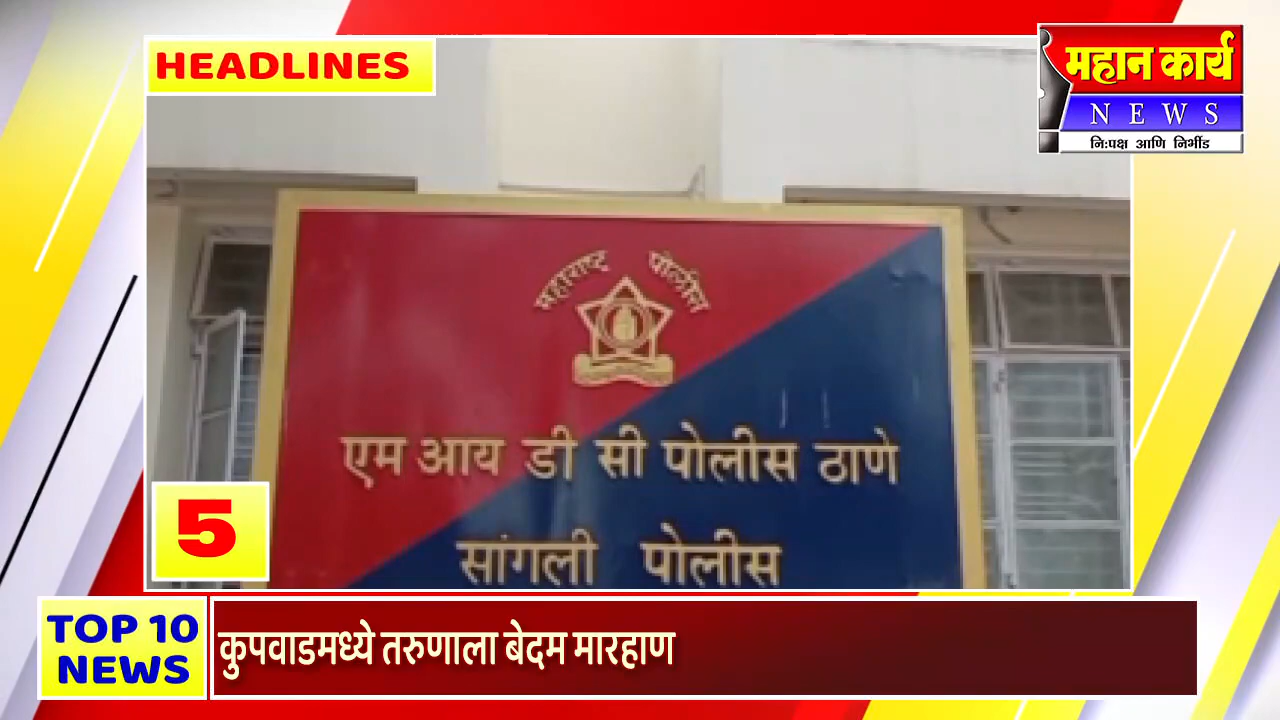 HEADLINES
महान कार्य
NEWS
नि:पक्ष आणि निर्भीड
महाराष्ट्र पोलीस
एम आय डी सी पोलीस ठाणे
सांगली पोलीस
5
TOP 10
NEWS
कुपवाडमध्ये तरुणाला बेदम मारहाण